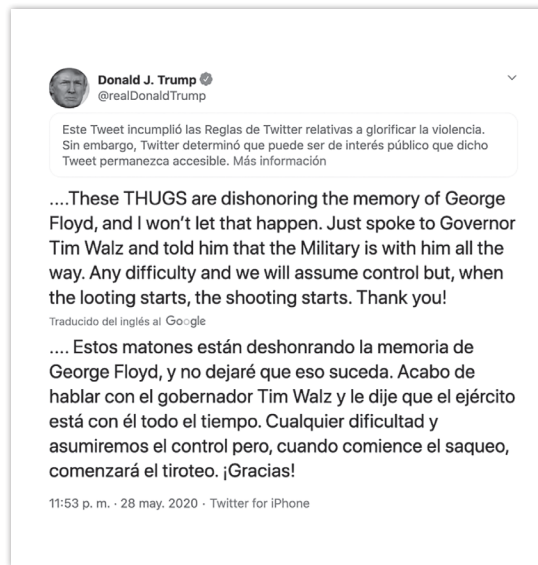 Donald J. Trump
@realDonaldTrump
Este Tweet incumplió las Reglas de Twitter relativas a glorificar la violencia.
Sin embargo, Twitter determinó que puede ser de interés público que dicho
Tweet permanezca accesible. Más información
....These THUGS are dishonoring the memory of George
Floyd, and I won’t let that happen. Just spoke to Governor
Tim Walz and told him that the Military is with him all the
way. Any difficulty and we will assume control but, when
the looting starts, the shooting starts. Thank you!
Traducido del inglés al Google
.... Estos matones están deshonrando la memoria de
George Floyd, y no dejaré que eso suceda. Acabo de
hablar con el gobernador Tim Walz y le dije que el ejército
está con él todo el tiempo. Cualquier dificultad y
asumiremos el control pero, cuando comience el saqueo,
comenzará el tiroteo. ¡Gracias!
11:53 p. m. · 28 may. 2020 · Twitter for iPhone